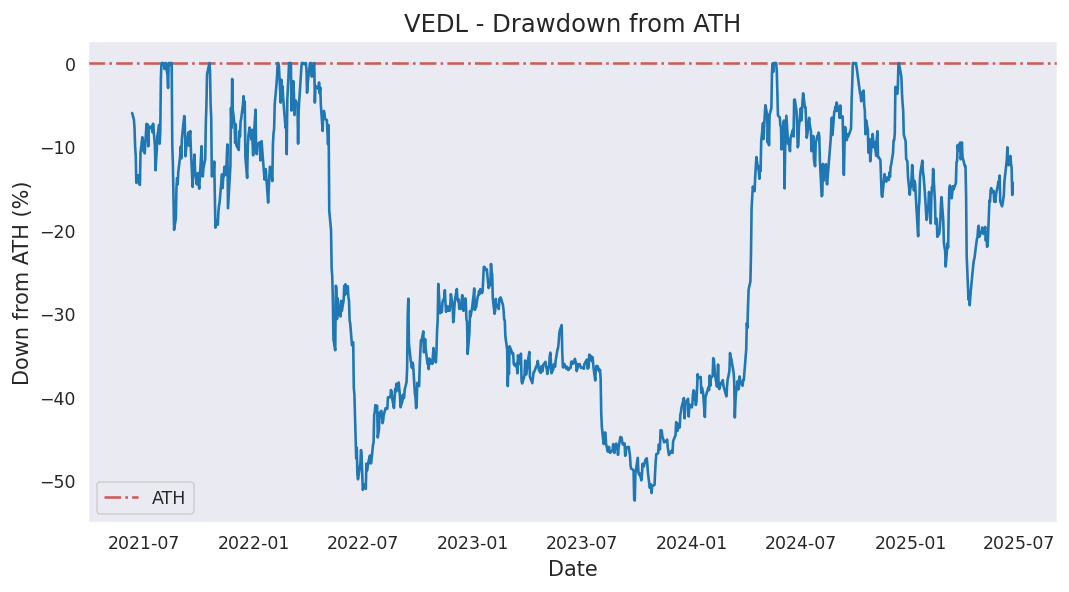 VEDL - Drawdown from ATH
Down from ATH (%)
0
−10
−20
−30
−40
−50
ATH
2021-07 2022-01 2022-07 2023-01 2023-07 2024-01 2024-07 2025-01 2025-07
Date